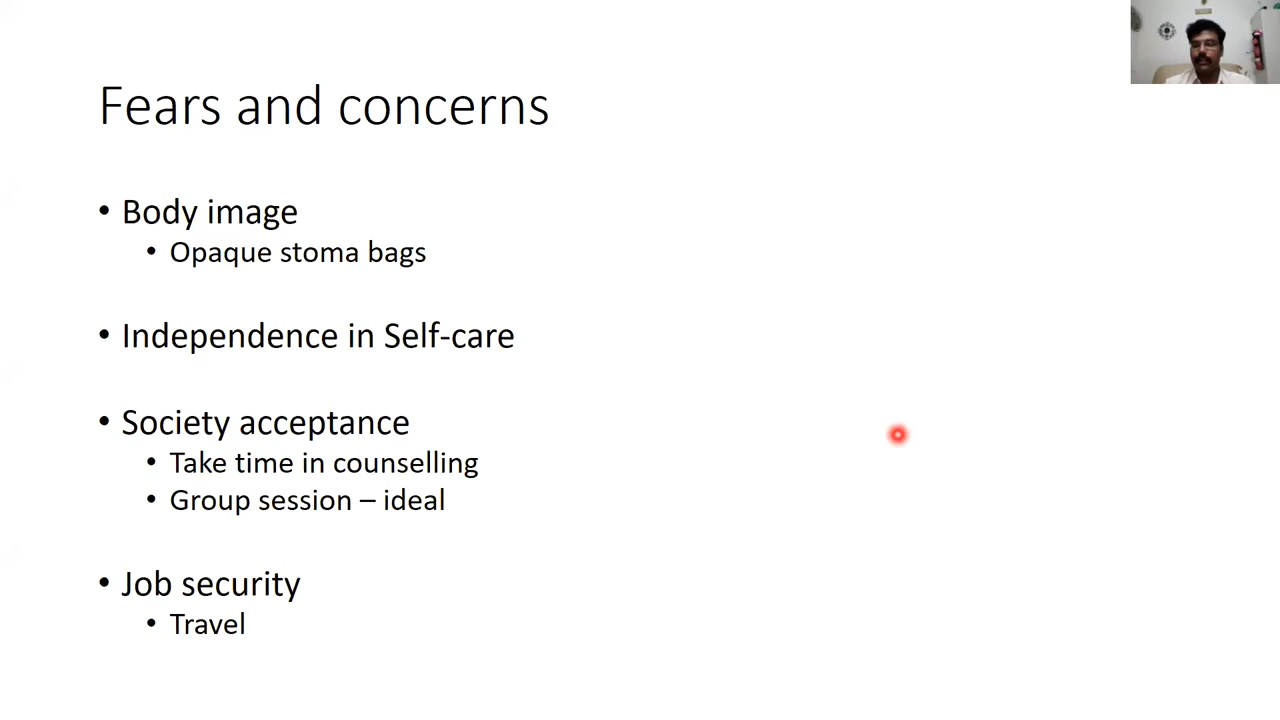 Fears and concerns
• Body image
• Opaque stoma bags
• Independence in Self-care
• Society acceptance
• Take time in counselling
• Group session – ideal
• Job security
• Travel